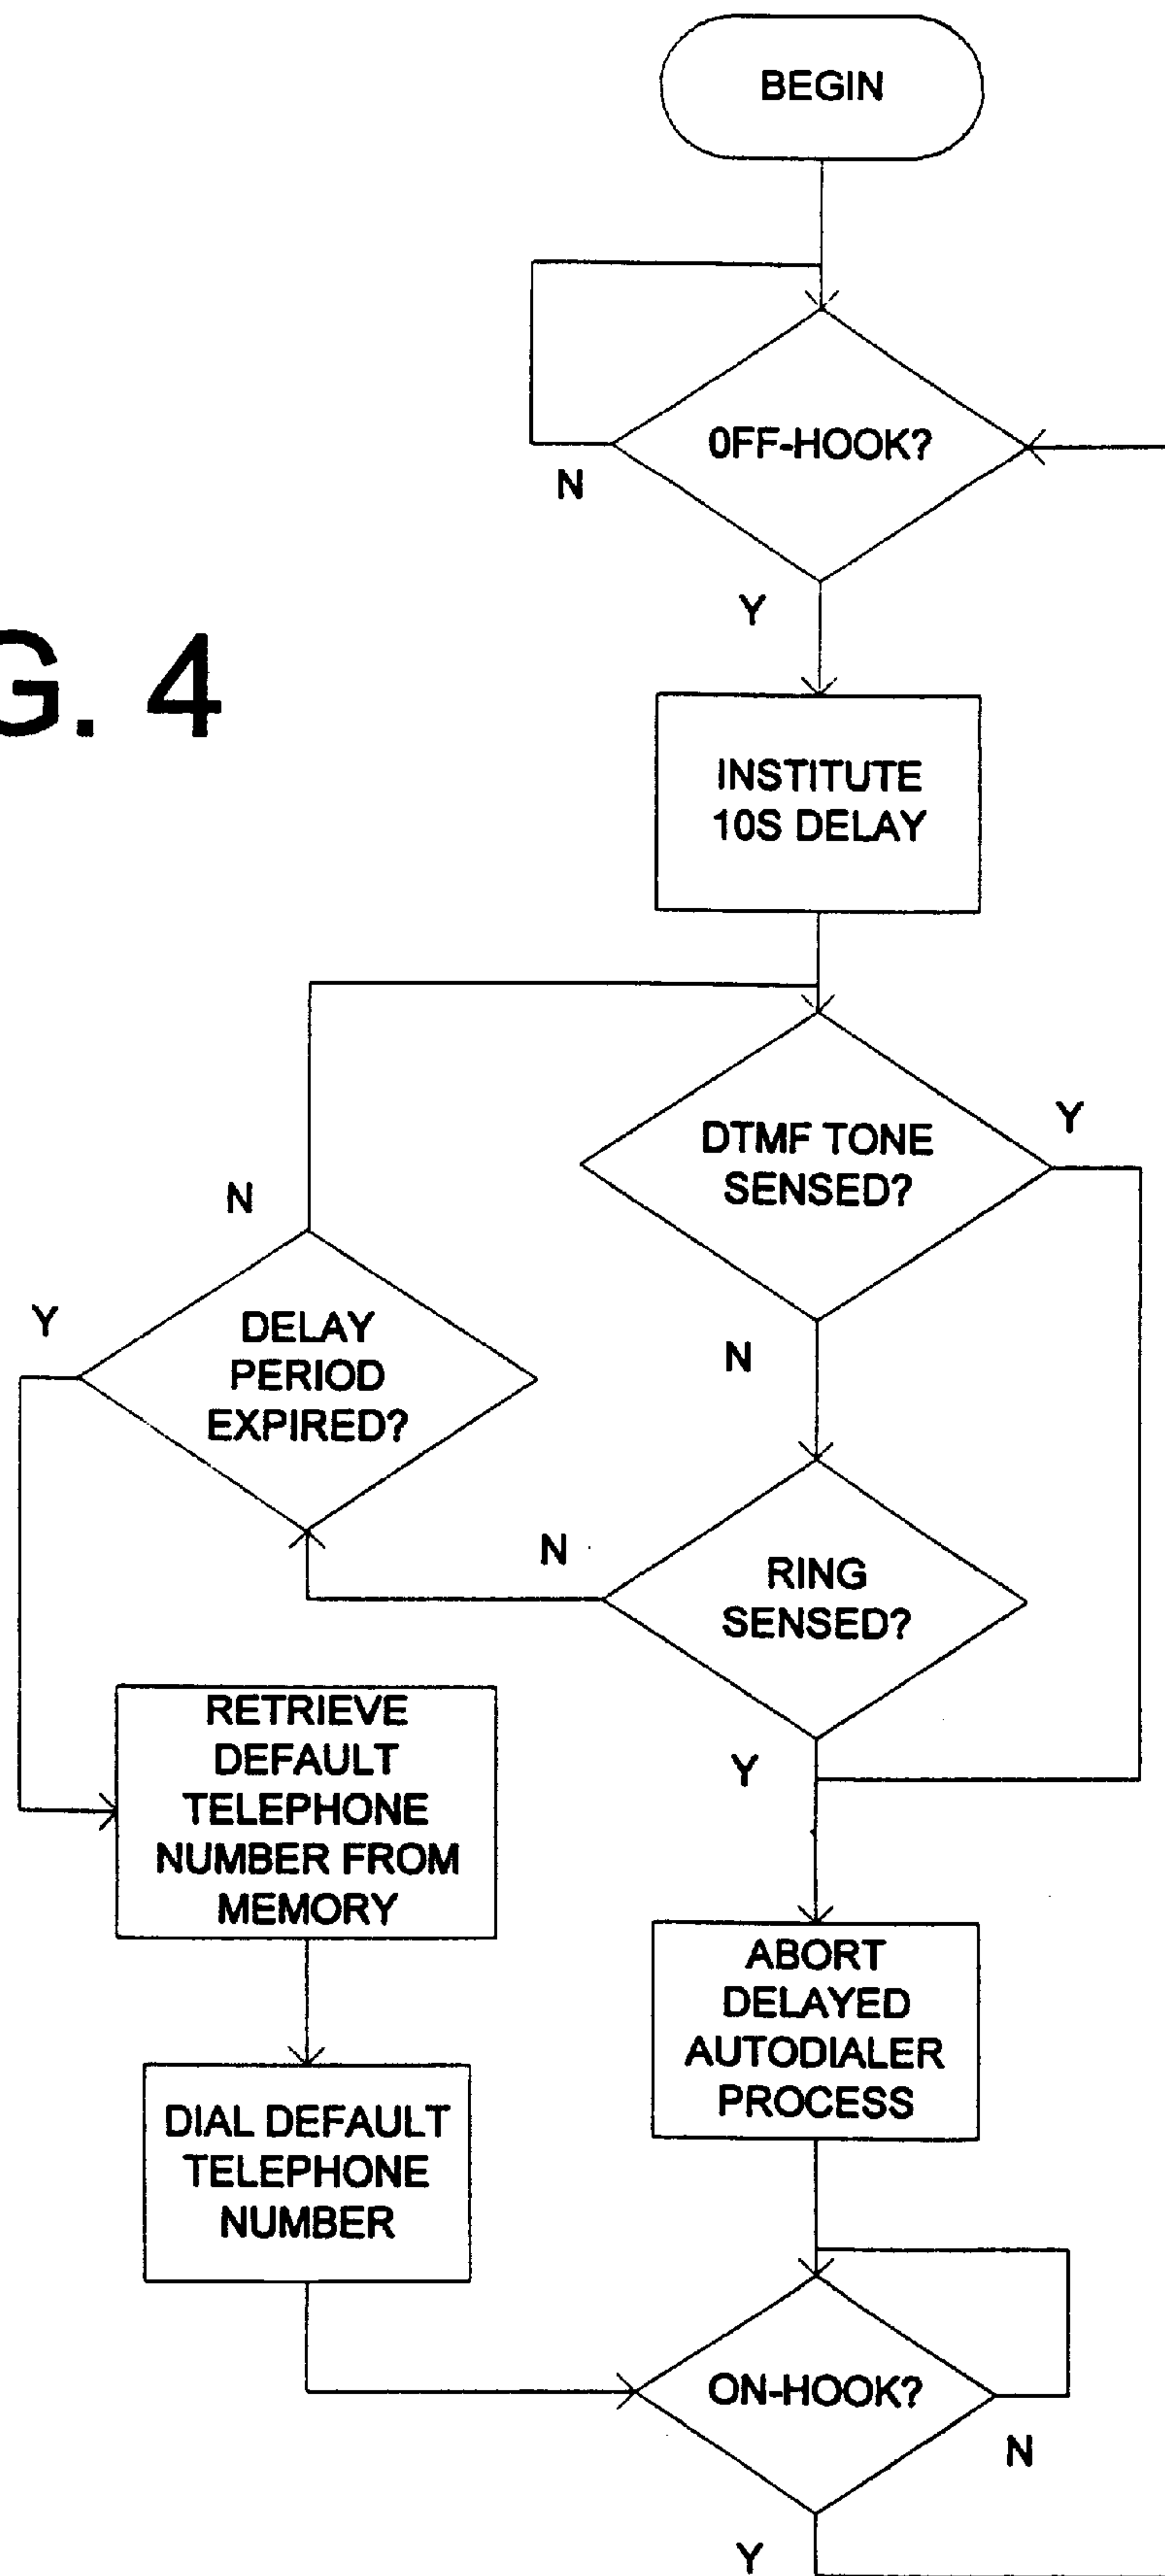 BEGIN
0FF-HOOK?
N
Y
G. 4
INSTITUTE
10S DELAY
DTMF TONE
SENSED?
Y
N
N
DELAY
PERIOD
EXPIRED?
Y
N
RING
SENSED?
Y
RETRIEVE
DEFAULT
TELEPHONE
NUMBER FROM
MEMORY
ABORT
DELAYED
AUTODIALER
PROCESS
DIAL DEFAULT
TELEPHONE
NUMBER
ON-HOOK?
N
Y